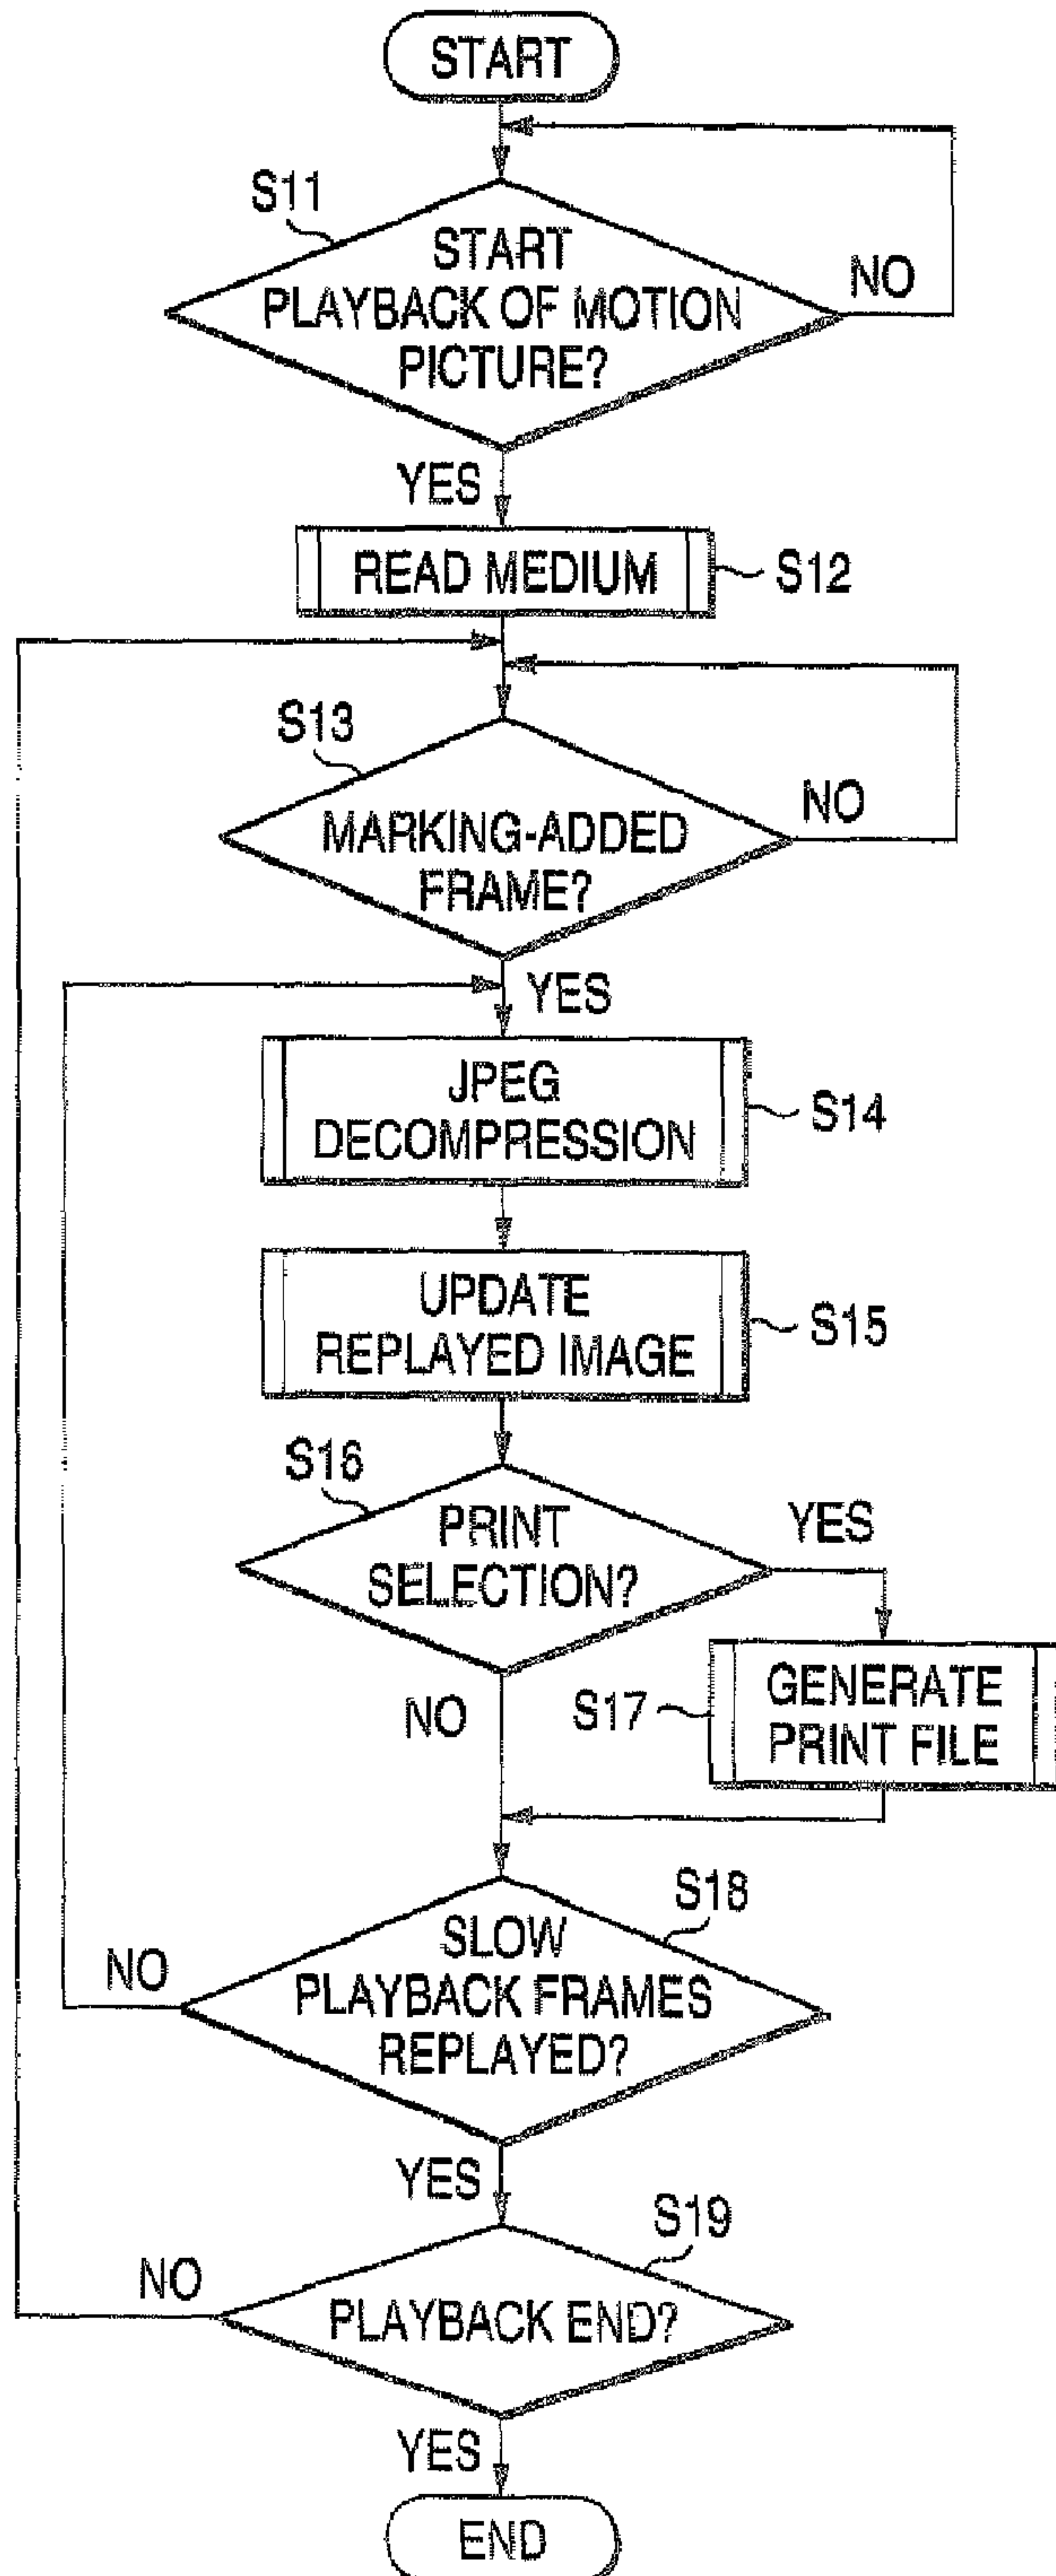 START
S11
START
PLAYBACK OF MOTION
PICTURE?
NO
YES
READ MEDIUM
S12
S13
MARKING-ADDED
FRAME?
NO
YES
JPEG
DECOMPRESSION
S14
UPDATE
REPLAYED IMAGE
S15
S16
PRINT
SELECTION?
YES
NO
S17
GENERATE
PRINT FILE
S18
SLOW
PLAYBACK FRAMES
REPLAYED?
NO
YES
S19
PLAYBACK END?
NO
YES
END